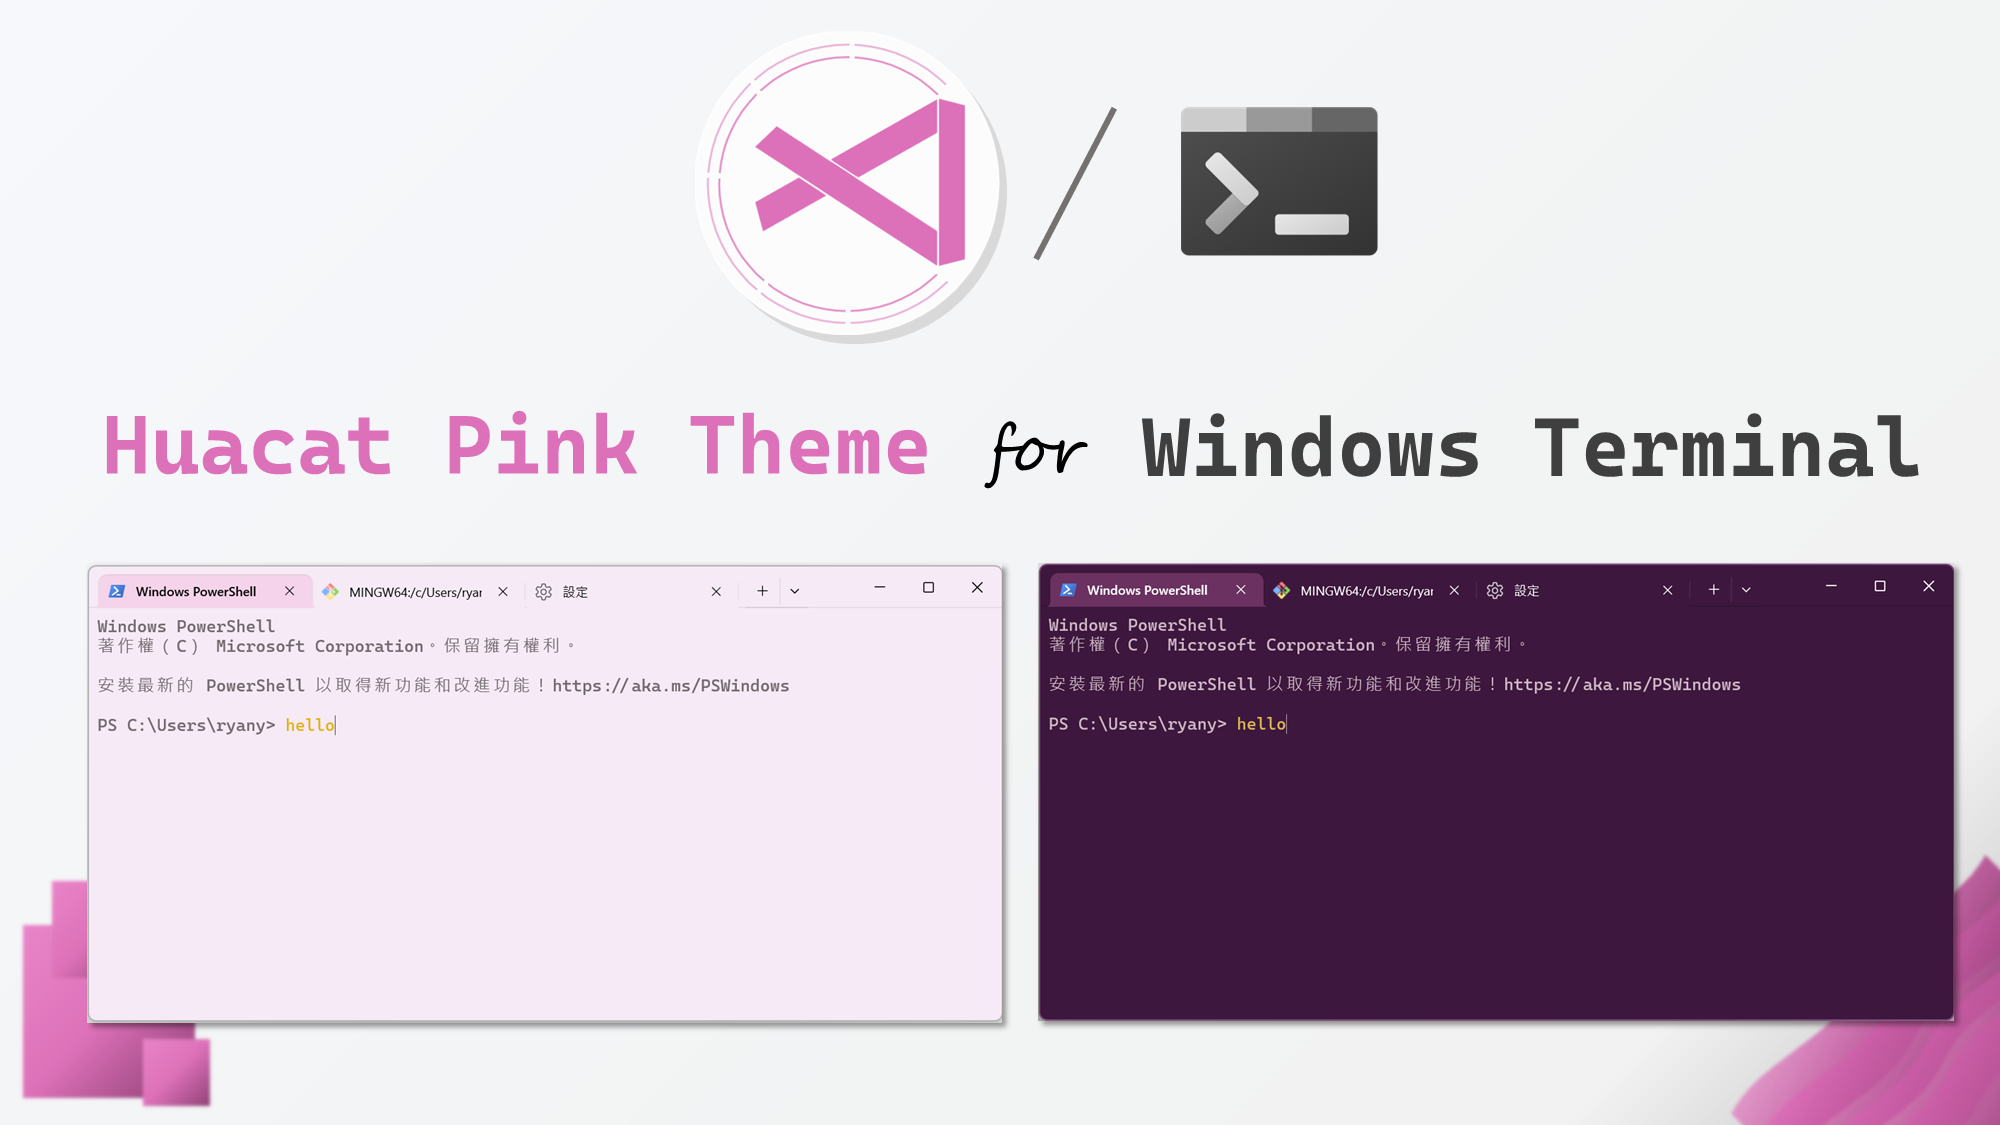 Huacat Pink Theme for Windows Terminal
Windows PowerShell
MINGW64:/c/Users/ryar
設定
Windows PowerShell
著作權（C） Microsoft Corporation。保留擁有權利。
安裝最新的 PowerShell 以取得新功能和改進功能！https://aka.ms/PSWindows
PS C:\Users\ryany> hello
Windows PowerShell
MINGW64:/c/Users/ryar
設定
Windows PowerShell
著作權（C） Microsoft Corporation。保留擁有權利。
安裝最新的 PowerShell 以取得新功能和改進功能！https://aka.ms/PSWindows
PS C:\Users\ryany> hello